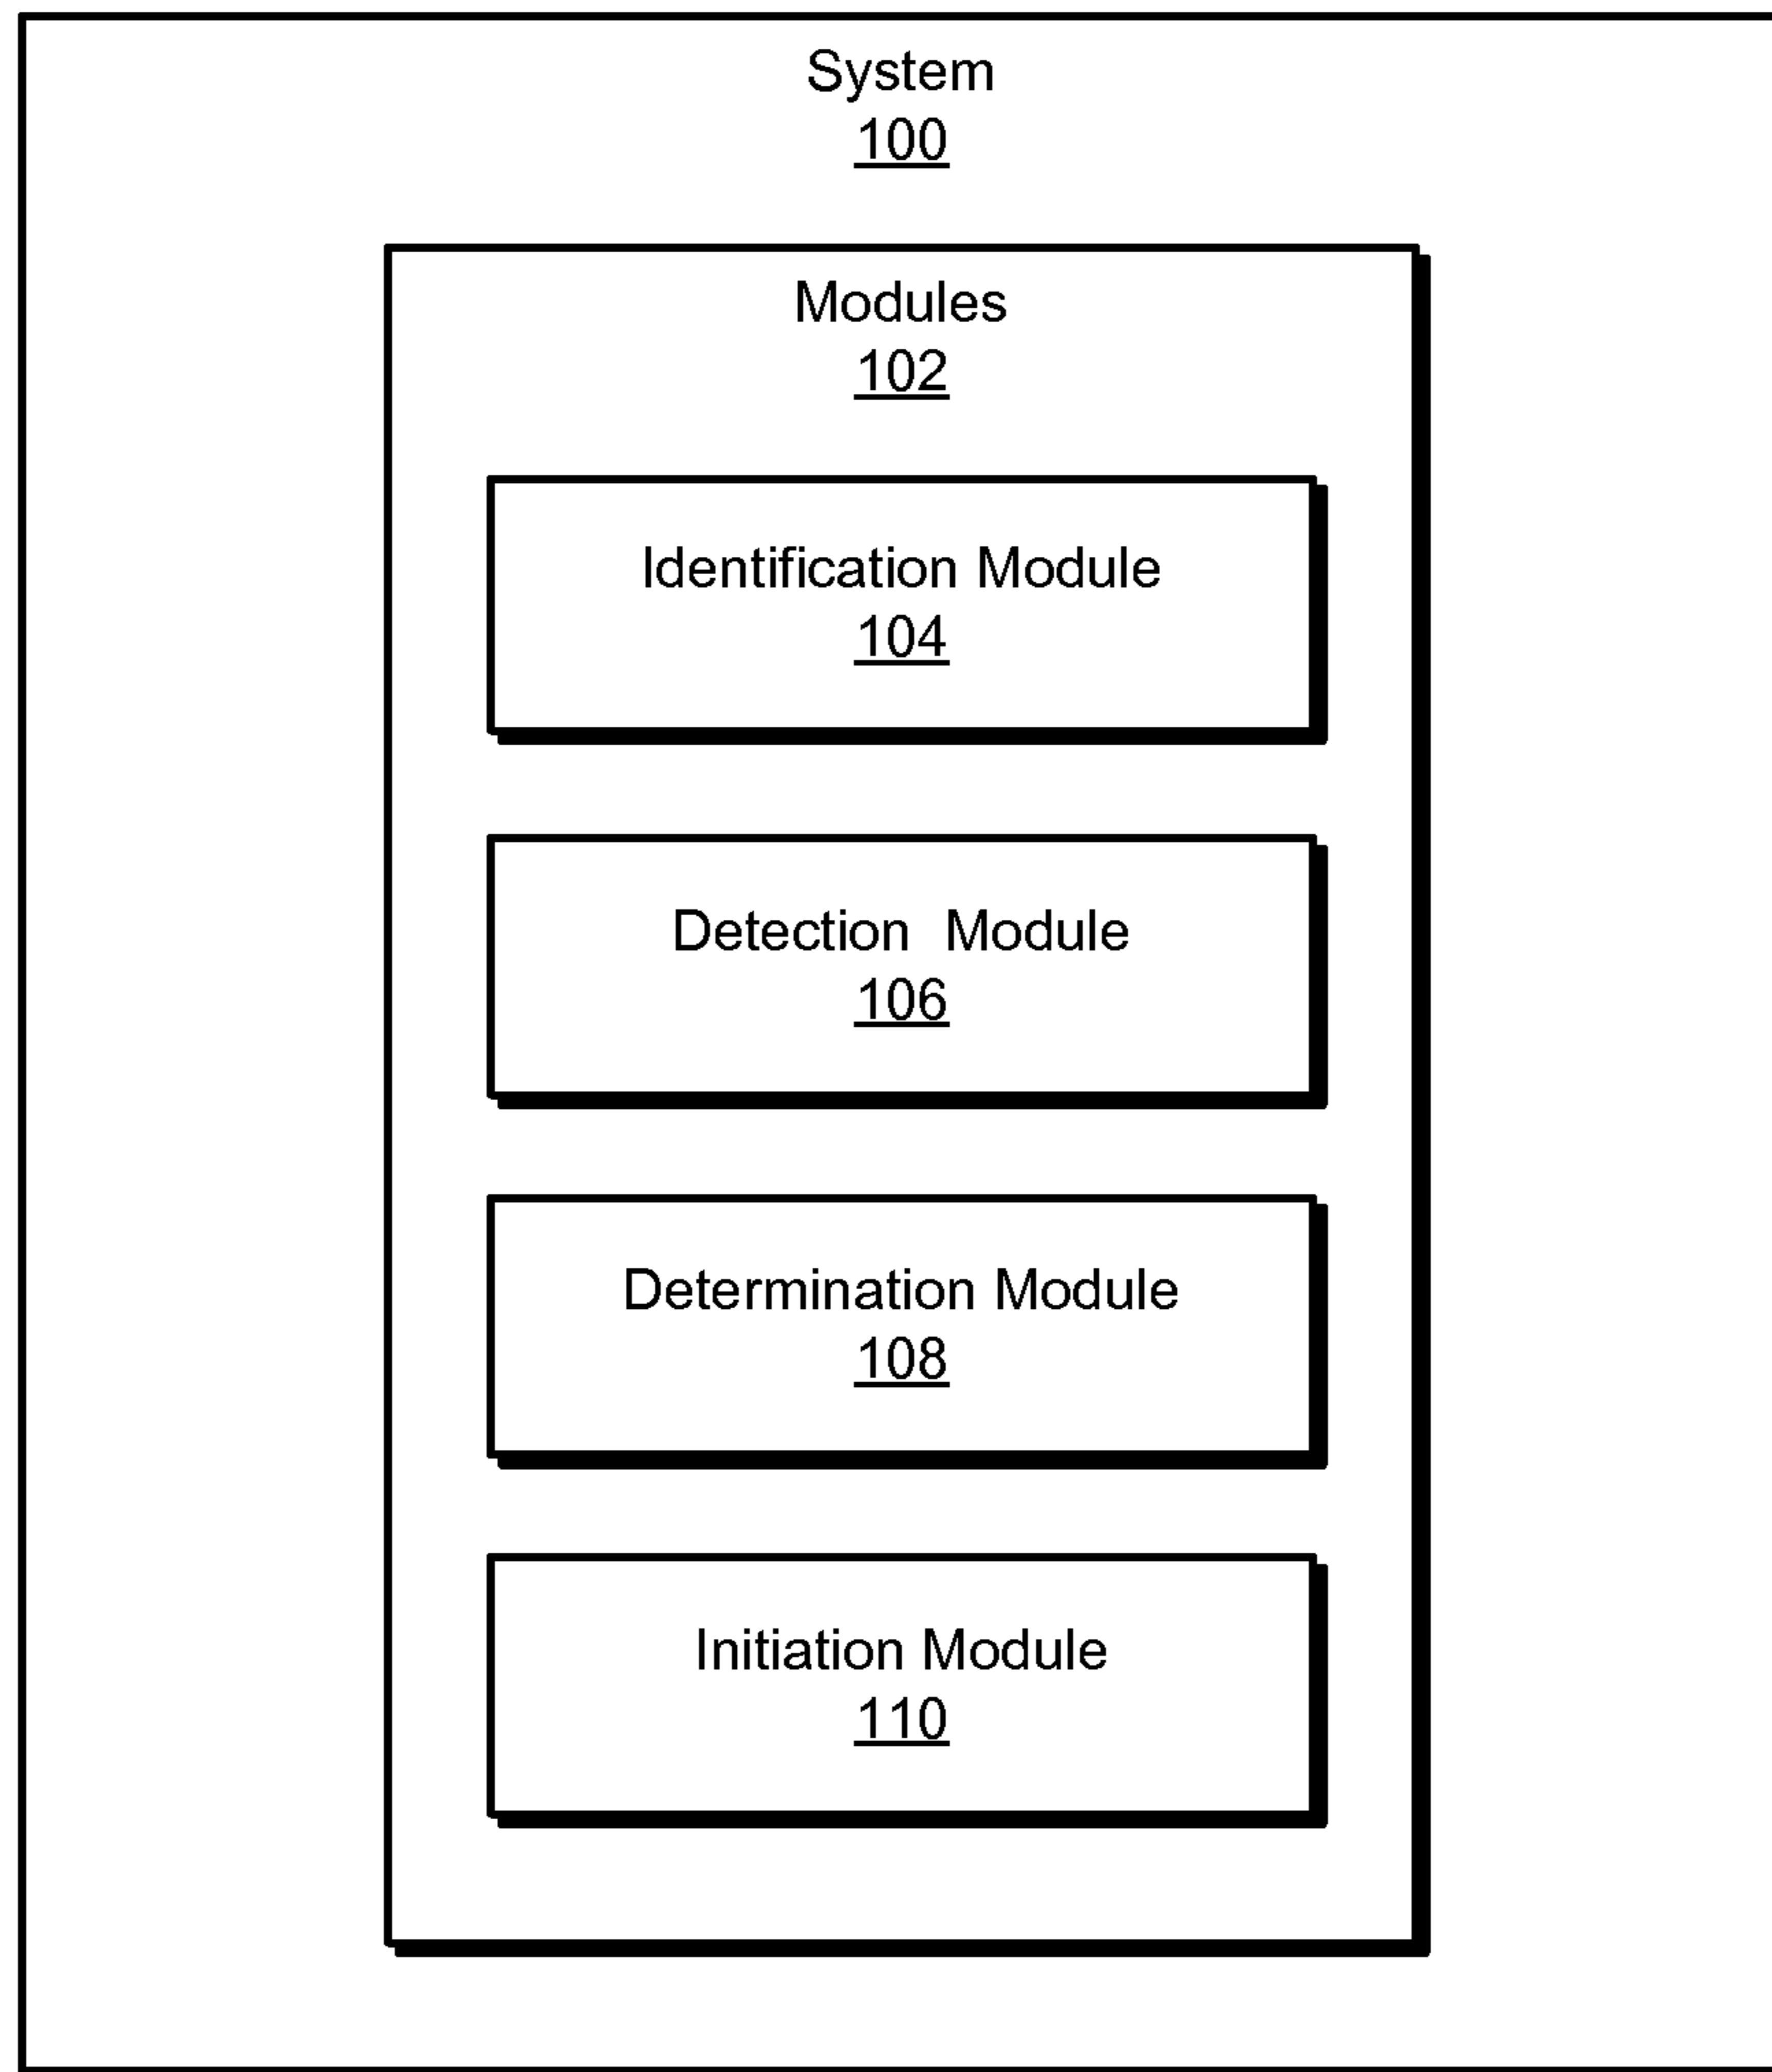 System
100
Modules
102
Identification Module
104
Detection Module
106
Determination Module
108
Initiation Module
110